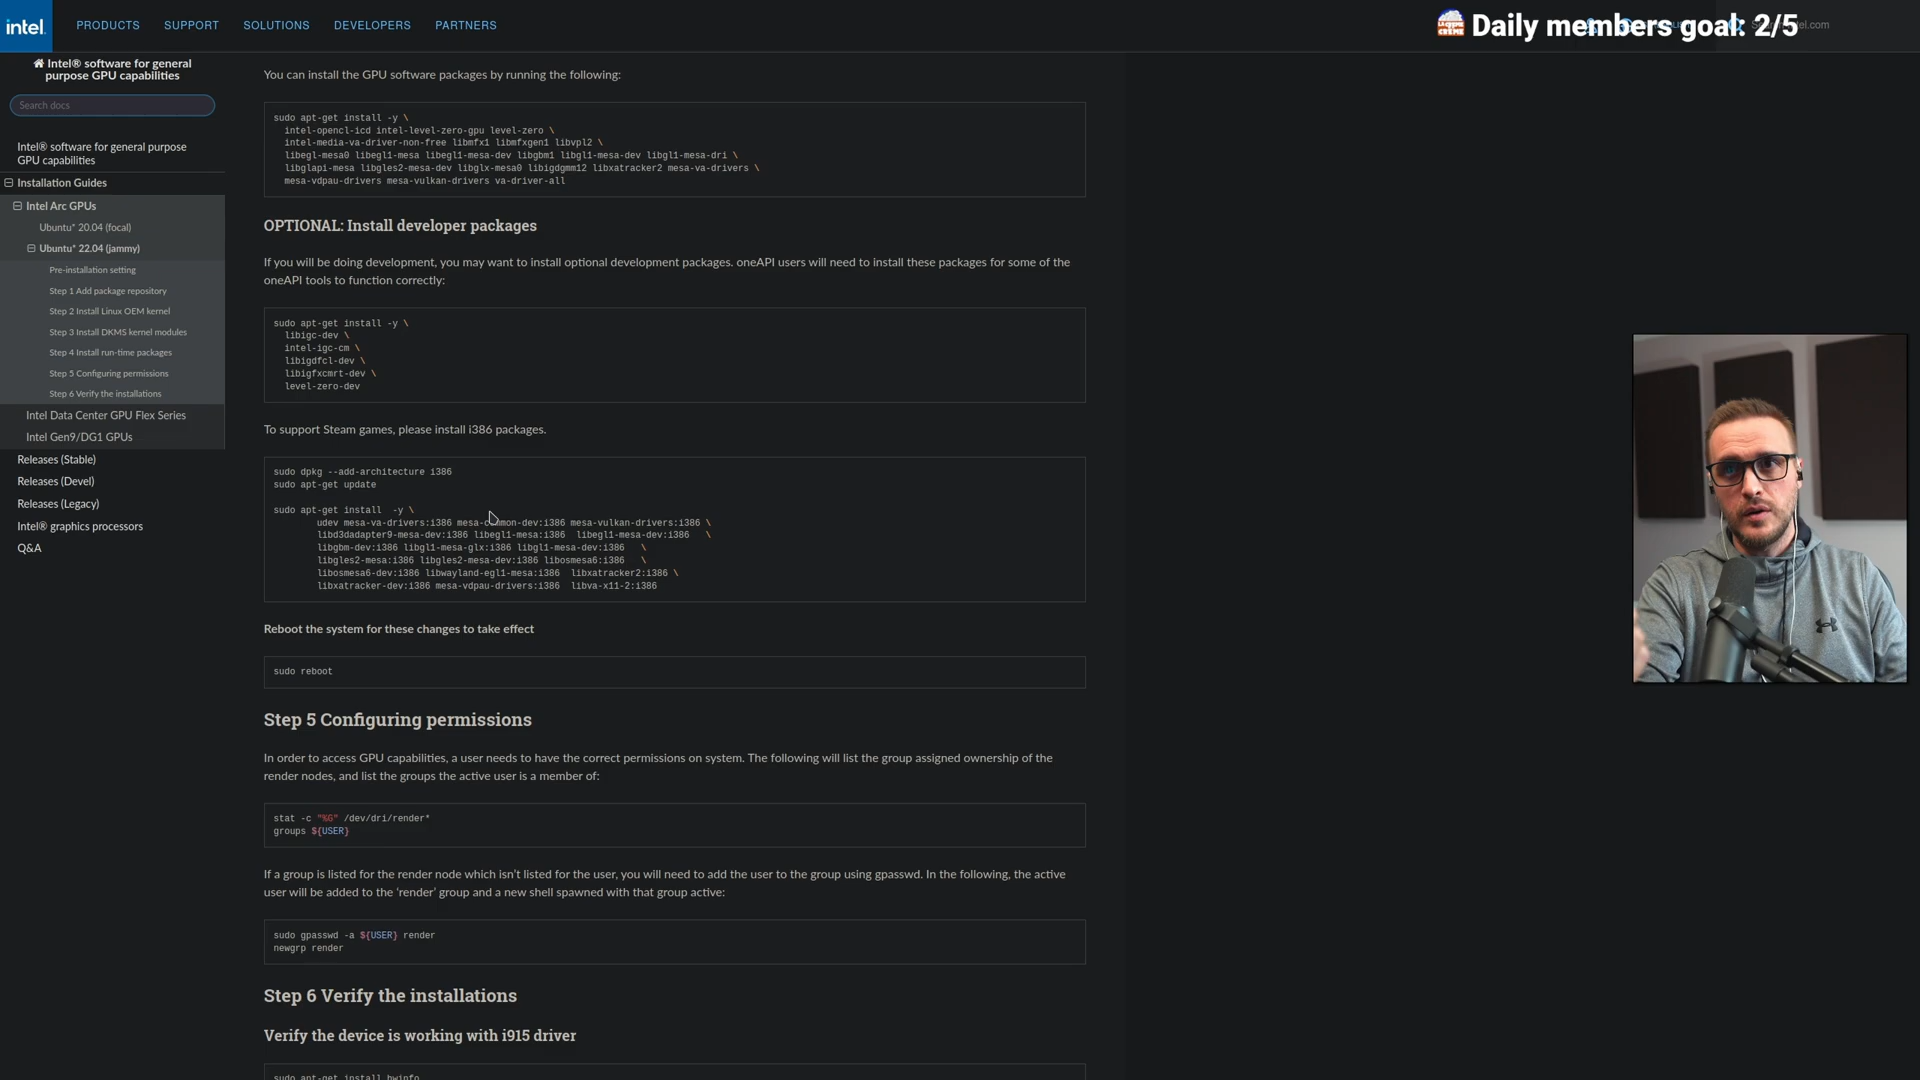 intel.
PRODUCTS
SUPPORT
SOLUTIONS
DEVELOPERS
PARTNERS
Daily members goal: 2/5
Intel® software for general
purpose GPU capabilities
Search docs
Intel® software for general purpose
GPU capabilities
Installation Guides
Intel Arc GPUs
Ubuntu* 20.04 (focal)
Ubuntu* 22.04 (jammy)
Pre-installation setting
Step 1 Add package repository
Step 2 Install Linux OEM kernel
Step 3 Install DKMS kernel modules
Step 4 Install run-time packages
Step 5 Configuring permissions
Step 6 Verify the installations
Intel Data Center GPU Flex Series
Intel Gen9/DG1 GPUs
Releases (Stable)
Releases (Devel)
Releases (Legacy)
Intel® graphics processors
Q&A
You can install the GPU software packages by running the following:
sudo apt-get install -y \
intel-opencl-icd intel-level-zero-gpu level-zero \
intel-media-va-driver-non-free libmfx1 libmfxgen1 libvpl2 \
libegl-mesa0 libegl1-mesa libegl1-mesa-dev libgbm1 libgl1-mesa-dev libgl1-mesa-dri \
libglapi-mesa libgles2-mesa-dev libglx-mesa0 libigdgmm12 libxatracker2 mesa-va-drivers \
mesa-vdpau-drivers mesa-vulkan-drivers va-driver-all
OPTIONAL: Install developer packages
If you will be doing development, you may want to install optional development packages. oneAPI users will need to install these packages for some of the
oneAPI tools to function correctly:
sudo apt-get install -y \
libigc-dev \
intel-igc-cm \
libigdfcl-dev \
libigfxcmrt-dev \
level-zero-dev
To support Steam games, please install i386 packages.
sudo dpkg --add-architecture i386
sudo apt-get update
sudo apt-get install  -y \
udev mesa-va-drivers:i386 mesa-common-dev:i386 mesa-vulkan-drivers:i386 \
libd3dadapter9-mesa-dev:i386 libegl1-mesa:i386  libegl1-mesa-dev:i386   \
libgbm-dev:i386 libgl1-mesa-glx:i386 libgl1-mesa-dev:i386   \
libgles2-mesa:i386 libgles2-mesa-dev:i386 libosmesa6:i386   \
libosmesa6-dev:i386 libwayland-egl1-mesa:i386  libxatracker2:i386 \
libxatracker-dev:i386 mesa-vdpau-drivers:i386  libva-x11-2:i386
Reboot the system for these changes to take effect
sudo reboot
Step 5 Configuring permissions
In order to access GPU capabilities, a user needs to have the correct permissions on system. The following will list the group assigned ownership of the
render nodes, and list the groups the active user is a member of:
stat -c "%G" /dev/dri/render*
groups ${USER}
If a group is listed for the render node which isn't listed for the user, you will need to add the user to the group using gpasswd. In the following, the active
user will be added to the 'render' group and a new shell spawned with that group active:
sudo gpasswd -a ${USER} render
newgrp render
Step 6 Verify the installations
Verify the device is working with i915 driver
sudo apt-get install hwinfo